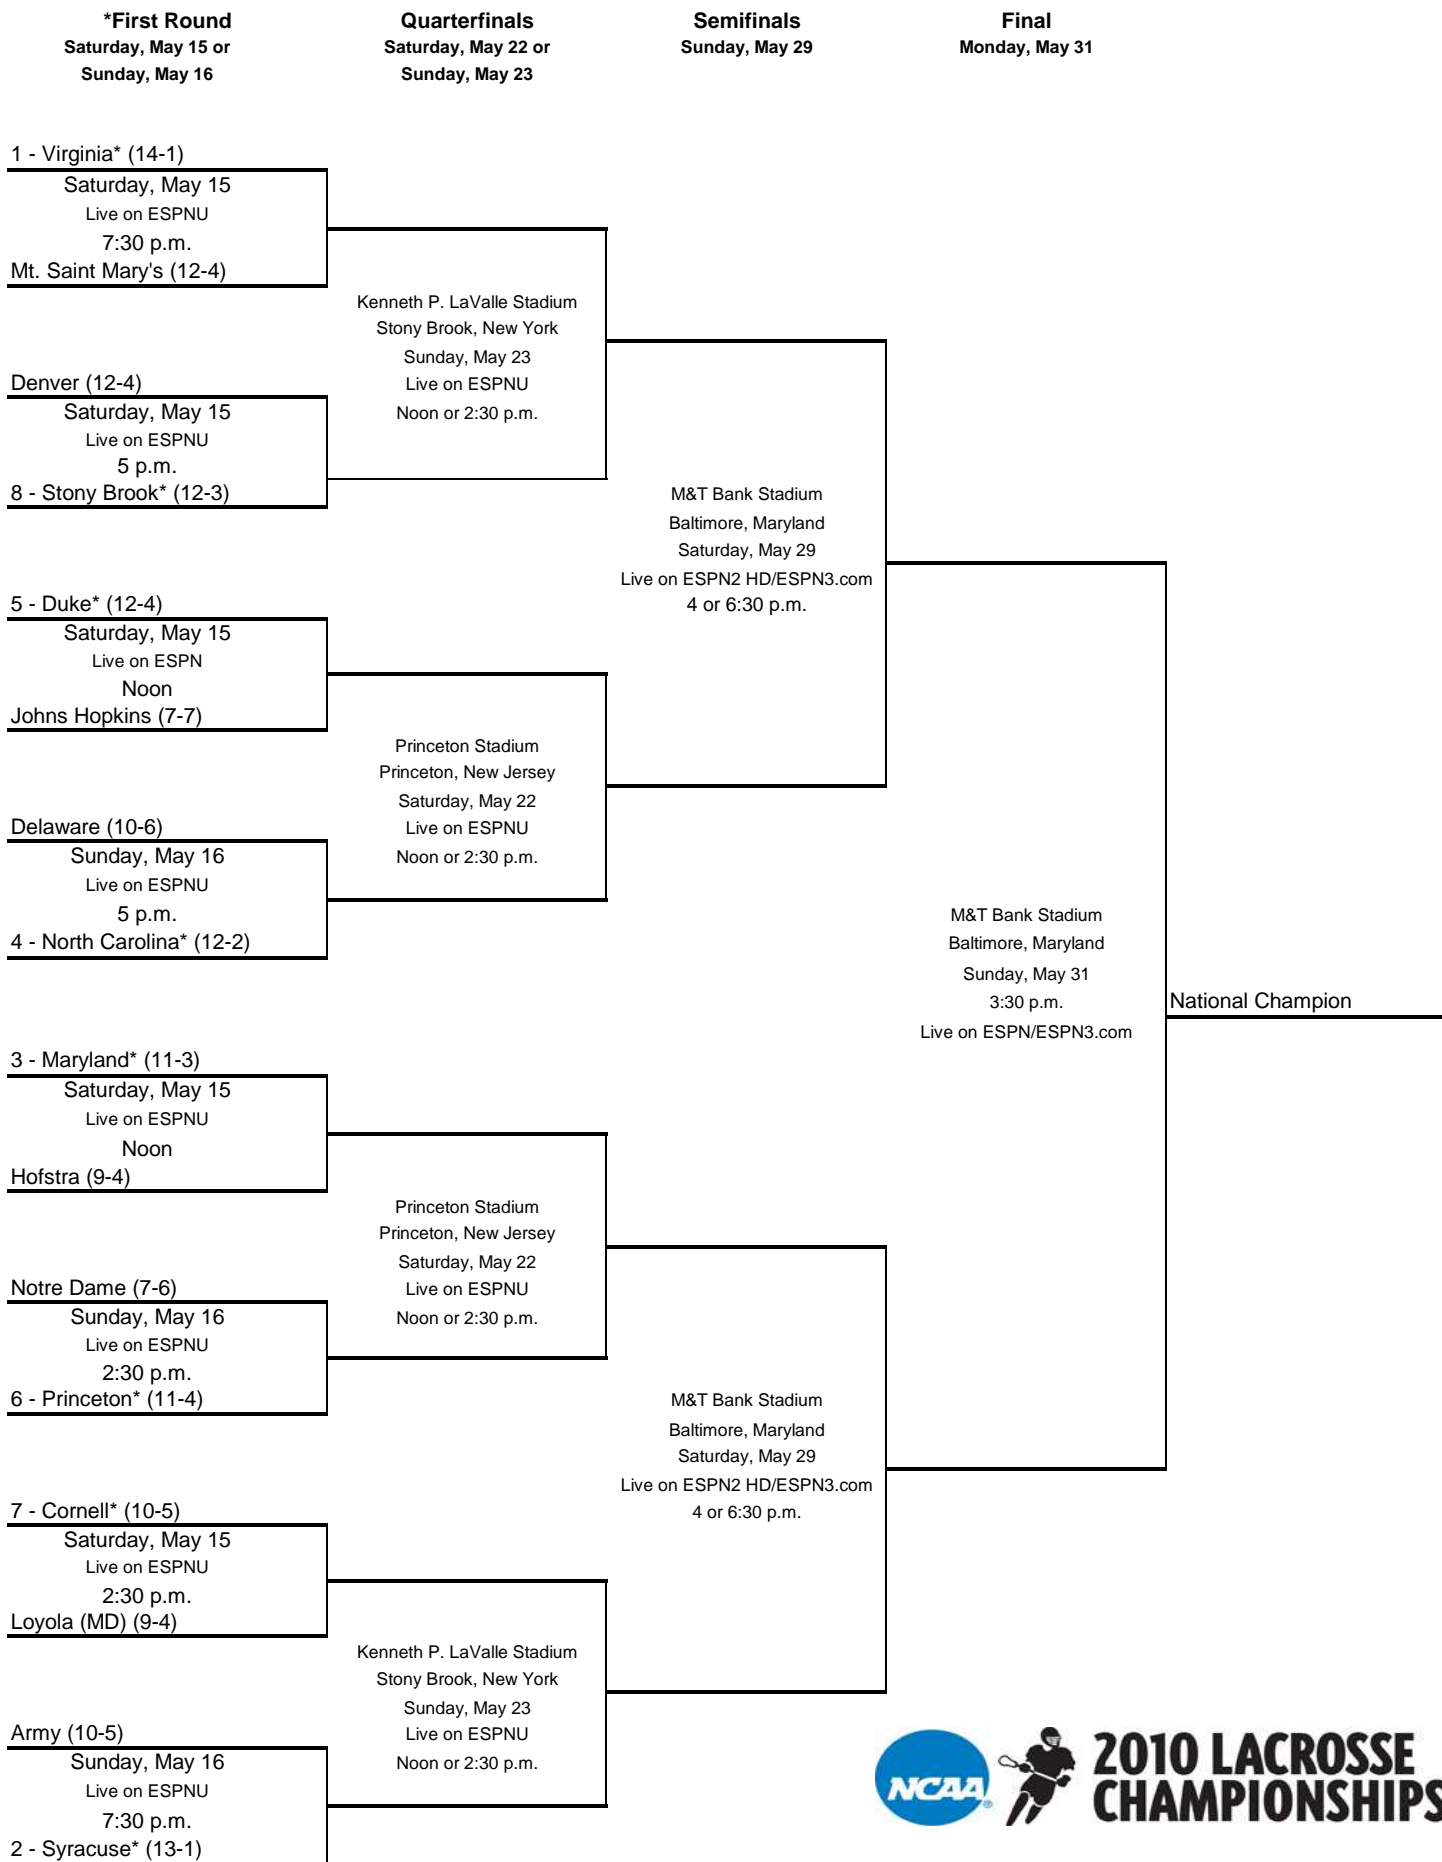 *First Round
Saturday, May 15 or
Sunday, May 16
Quarterfinals
Saturday, May 22 or
Sunday, May 23
Semifinals
Sunday, May 29
Final
Monday, May 31
1 - Virginia* (14-1)
Saturday, May 15
Live on ESPNU
7:30 p.m.
Mt. Saint Mary's (12-4)
Denver (12-4)
Saturday, May 15
Live on ESPNU
5 p.m.
8 - Stony Brook* (12-3)
5 - Duke* (12-4)
Saturday, May 15
Live on ESPN
Noon
Johns Hopkins (7-7)
Delaware (10-6)
Sunday, May 16
Live on ESPNU
5 p.m.
4 - North Carolina* (12-2)
3 - Maryland* (11-3)
Saturday, May 15
Live on ESPNU
Noon
Hofstra (9-4)
Notre Dame (7-6)
Sunday, May 16
Live on ESPNU
2:30 p.m.
6 - Princeton* (11-4)
7 - Cornell* (10-5)
Saturday, May 15
Live on ESPNU
2:30 p.m.
Loyola (MD) (9-4)
Army (10-5)
Sunday, May 16
Live on ESPNU
7:30 p.m.
2 - Syracuse* (13-1)
Kenneth P. LaValle Stadium
Stony Brook, New York
Sunday, May 23
Live on ESPNU
Noon or 2:30 p.m.
Princeton Stadium
Princeton, New Jersey
Saturday, May 22
Live on ESPNU
Noon or 2:30 p.m.
Princeton Stadium
Princeton, New Jersey
Saturday, May 22
Live on ESPNU
Noon or 2:30 p.m.
Kenneth P. LaValle Stadium
Stony Brook, New York
Sunday, May 23
Live on ESPNU
Noon or 2:30 p.m.
M&T Bank Stadium
Baltimore, Maryland
Saturday, May 29
Live on ESPN2 HD/ESPN3.com
4 or 6:30 p.m.
M&T Bank Stadium
Baltimore, Maryland
Saturday, May 29
Live on ESPN2 HD/ESPN3.com
4 or 6:30 p.m.
M&T Bank Stadium
Baltimore, Maryland
Sunday, May 31
3:30 p.m.
Live on ESPN/ESPN3.com
National Champion
NCAA
2010 LACROSSE
CHAMPIONSHIPS